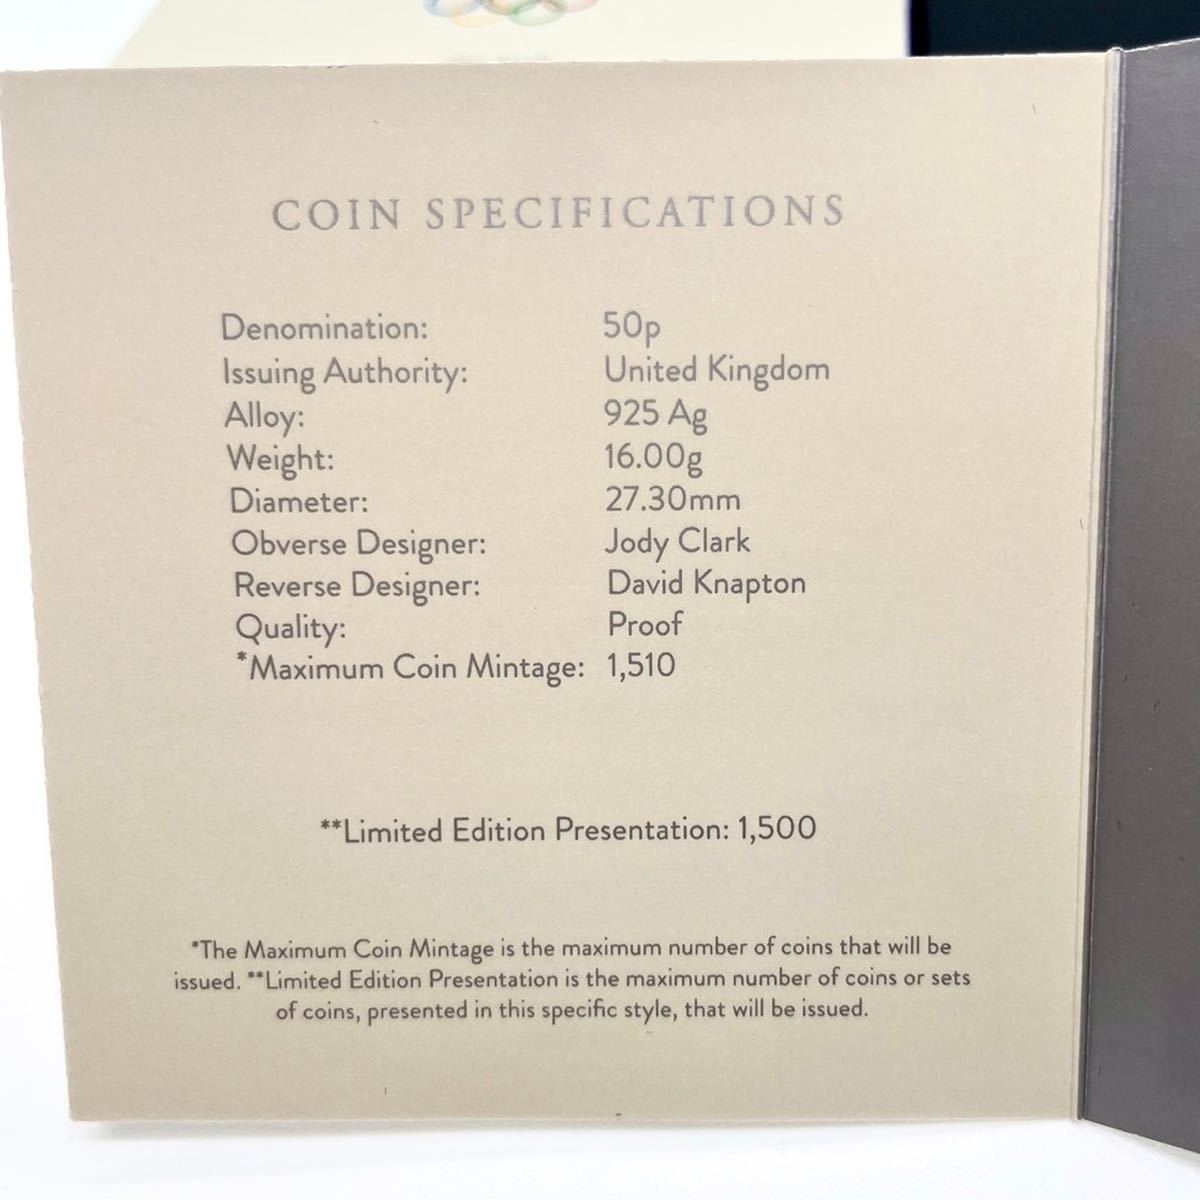 COIN SPECIFICATIONS
Denomination: 50p
Issuing Authority: United Kingdom
Alloy: 925 Ag
Weight: 16.00g
Diameter: 27.30mm
Obverse Designer: Jody Clark
Reverse Designer: David Knapton
Quality: Proof
*Maximum Coin Mintage: 1,510
**Limited Edition Presentation: 1,500
*The Maximum Coin Mintage is the maximum number of coins that will be
issued. **Limited Edition Presentation is the maximum number of coins or sets
of coins, presented in this specific style, that will be issued.